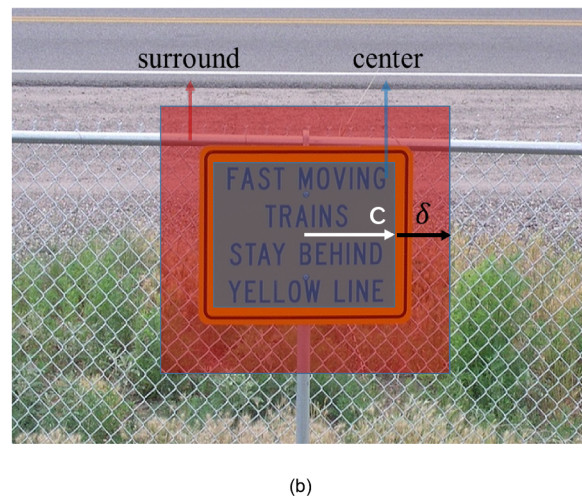 surround
center
FAST MOVING
TRAINS
C
δ
STAY BEHIND
YELLOW LINE
(b)